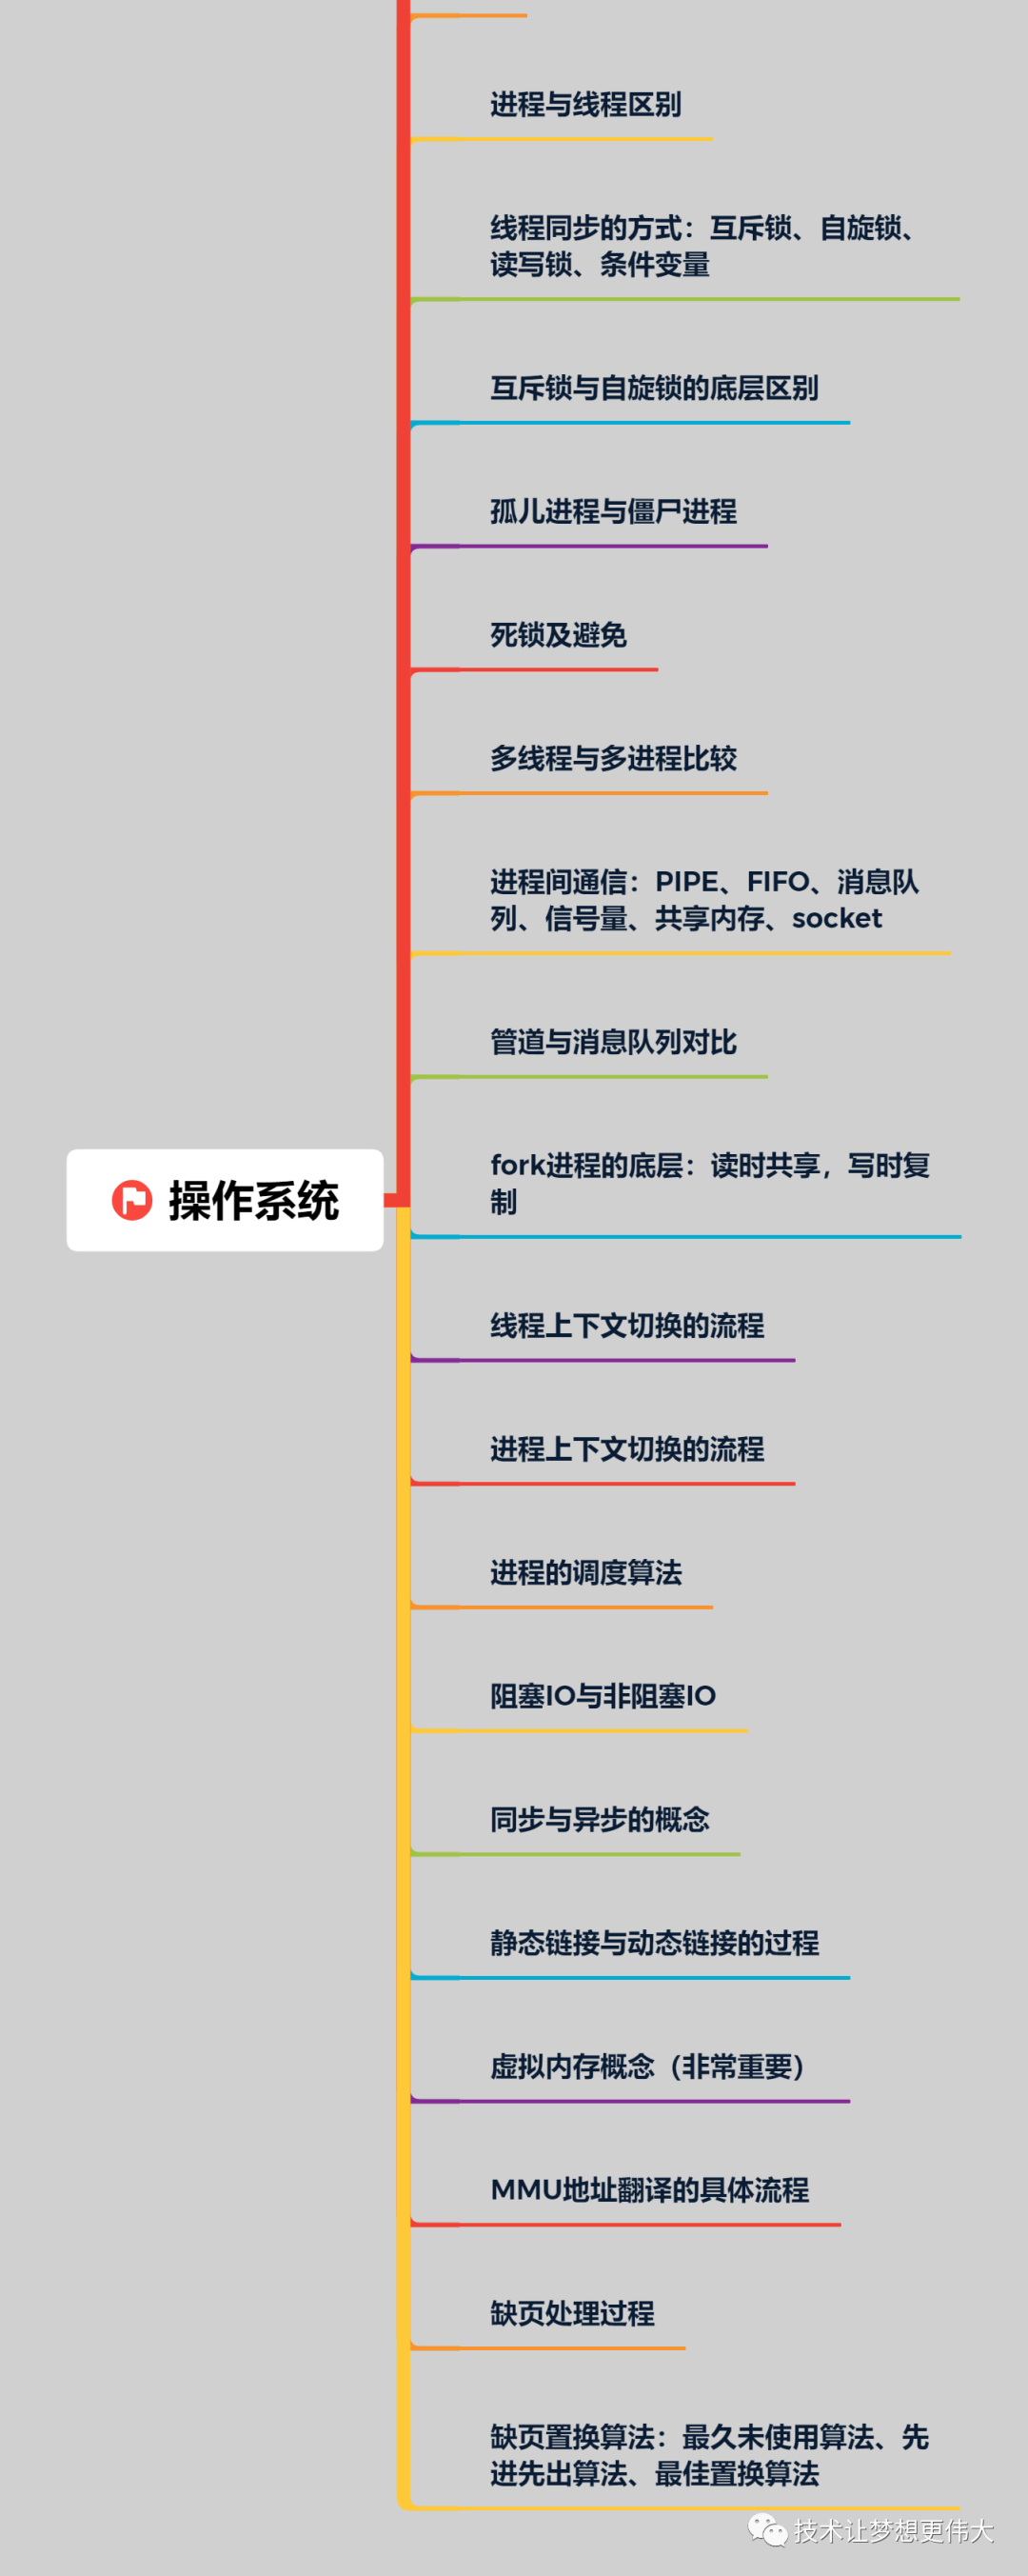 进程与线程区别
线程同步的方式：互斥锁、自旋锁、
读写锁、条件变量
互斥锁与自旋锁的底层区别
孤儿进程与僵尸进程
死锁及避免
多线程与多进程比较
进程间通信：PIPE、FIFO、消息队
列、信号量、共享内存、socket
管道与消息队列对比
操作系统
fork进程的底层：读时共享，写时复
制
线程上下文切换的流程
进程上下文切换的流程
进程的调度算法
阻塞IO与非阻塞IO
同步与异步的概念
静态链接与动态链接的过程
虚拟内存概念（非常重要）
MMU地址翻译的具体流程
缺页处理过程
缺页置换算法：最久未使用算法、先
进先出算法、最佳置换算法
技术让梦想更伟大